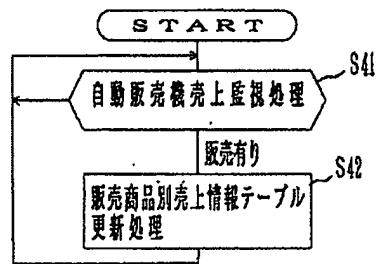 START
S41
自動販売機売上監視処理
販売有り
S42
販売商品別売上情報テーブル
更新処理